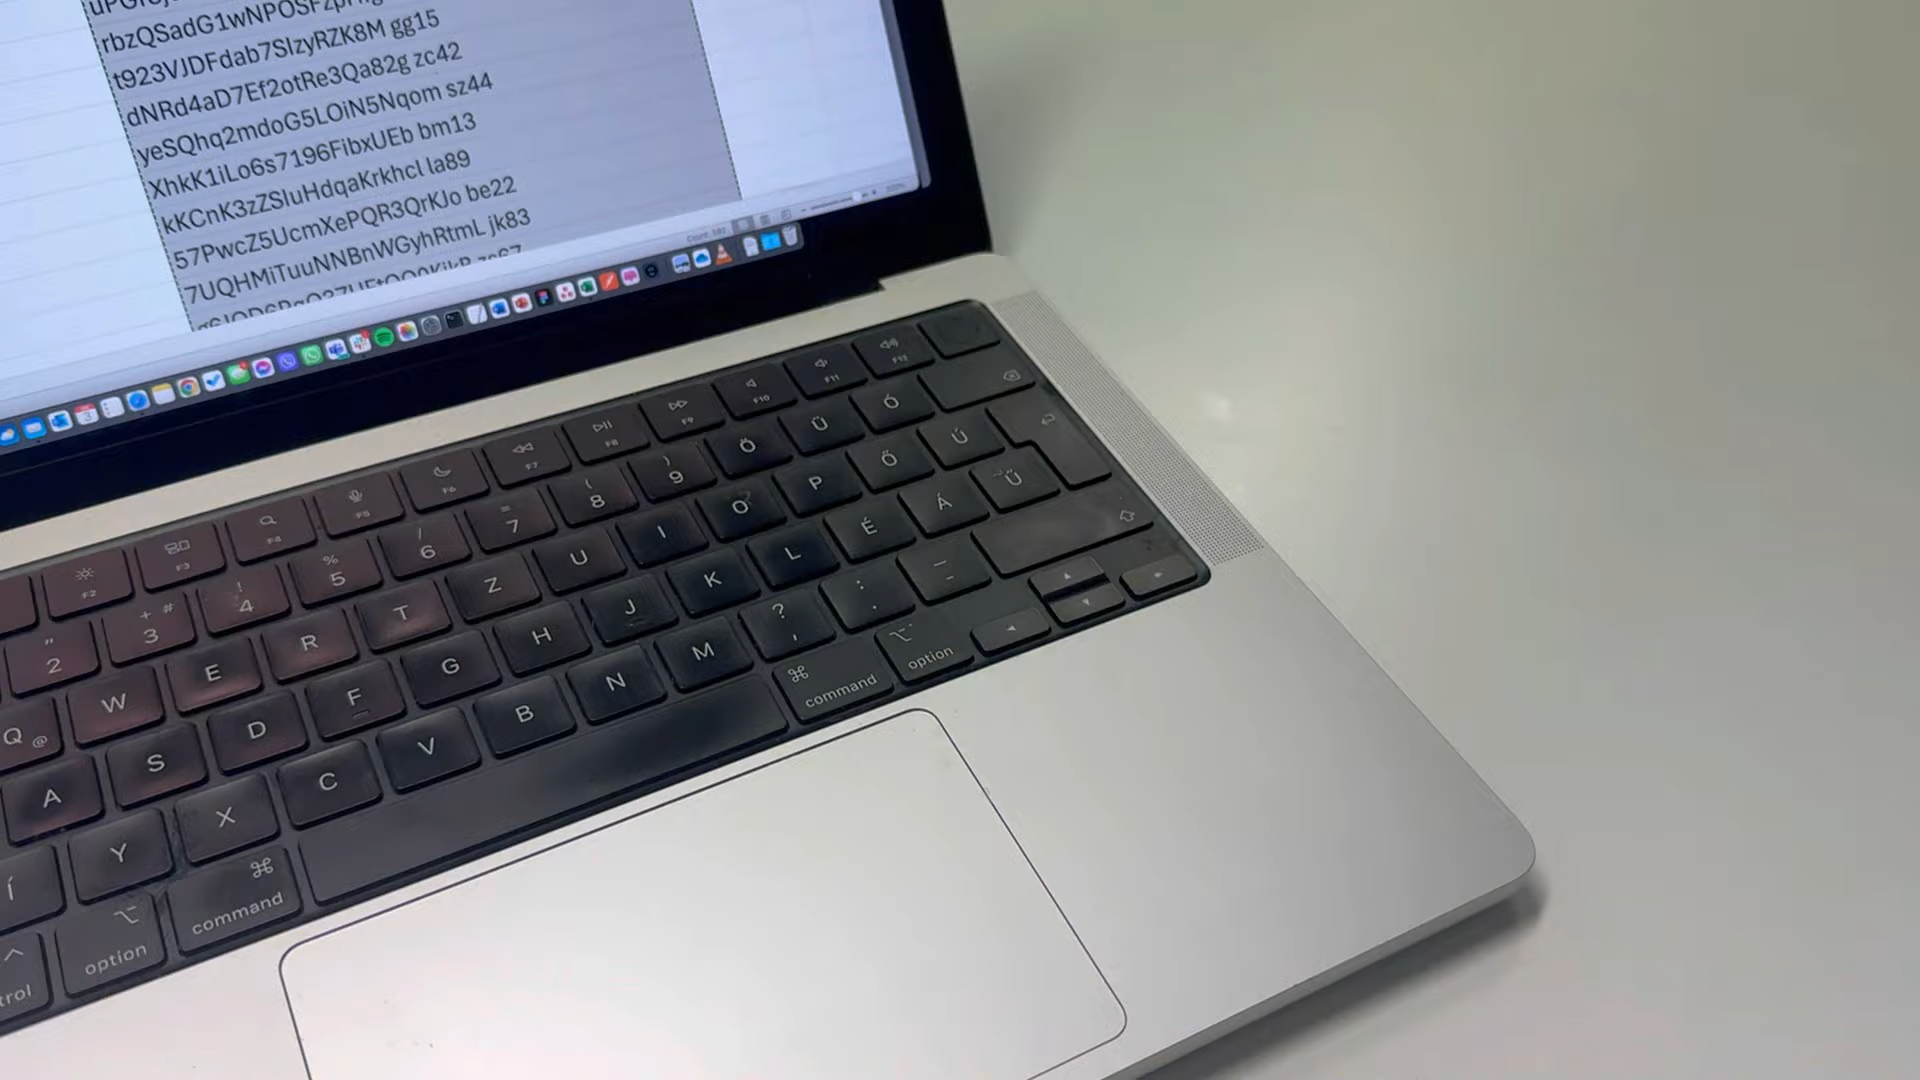 t923VJDFdab7SlzyRZK8M gg15
dNRd4aD7Ef2otRe3Qa82g zc42
yeSQhq2mdoG5LOiN5Nqom sz44
XhkK1iLo6s7196FibxUEb bm13
kKCnK3zZSluHdqaKrkhcl la89
57PwcZ5UcmXePQR3QrKJo be22
7UQHMiTuuNNBnWGyhRtmL jk83
F2 F3 F4 F5 F6 F7 F8 F9 F10 F11 F12
" 2 + # 3 ! 4 % 5 / 6 = 7 ( 8 ) 9 Ö Ü Ó
Q @ W E R T Z U I O P Ő Ú
A S D F G H J K L É Á Ű
Í Y X C V B N M ? , : . _ -
option command command option